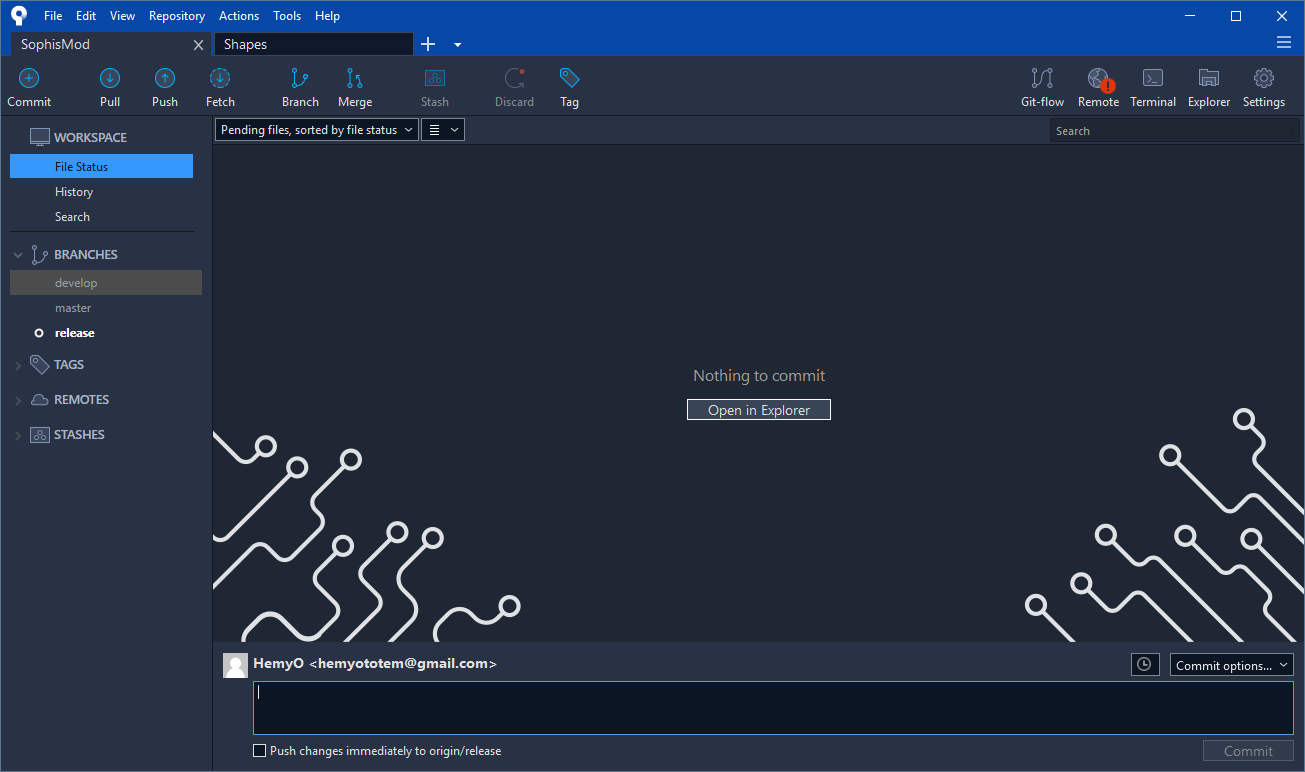 File Edit View Repository Actions Tools Help
SophisMod Shapes
Commit Pull Push Fetch Branch Merge Stash Discard Tag Git-flow Remote Terminal Explorer Settings
WORKSPACE
File Status
History
Search
BRANCHES
develop
master
release
TAGS
REMOTES
STASHES
Pending files, sorted by file status
Search
Nothing to commit
Open in Explorer
HemyO <hemyototem@gmail.com>
Commit options...
Push changes immediately to origin/release
Commit